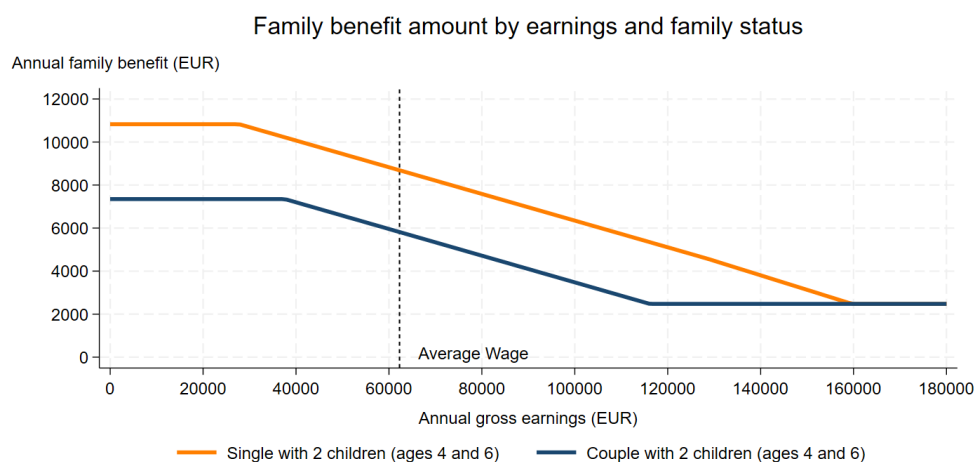 Family benefit amount by earnings and family status
Annual family benefit (EUR)
12000
10000
8000
6000
4000
2000
0
Average Wage
0 20000 40000 60000 80000 100000 120000 140000 160000 180000
Annual gross earnings (EUR)
Single with 2 children (ages 4 and 6) Couple with 2 children (ages 4 and 6)